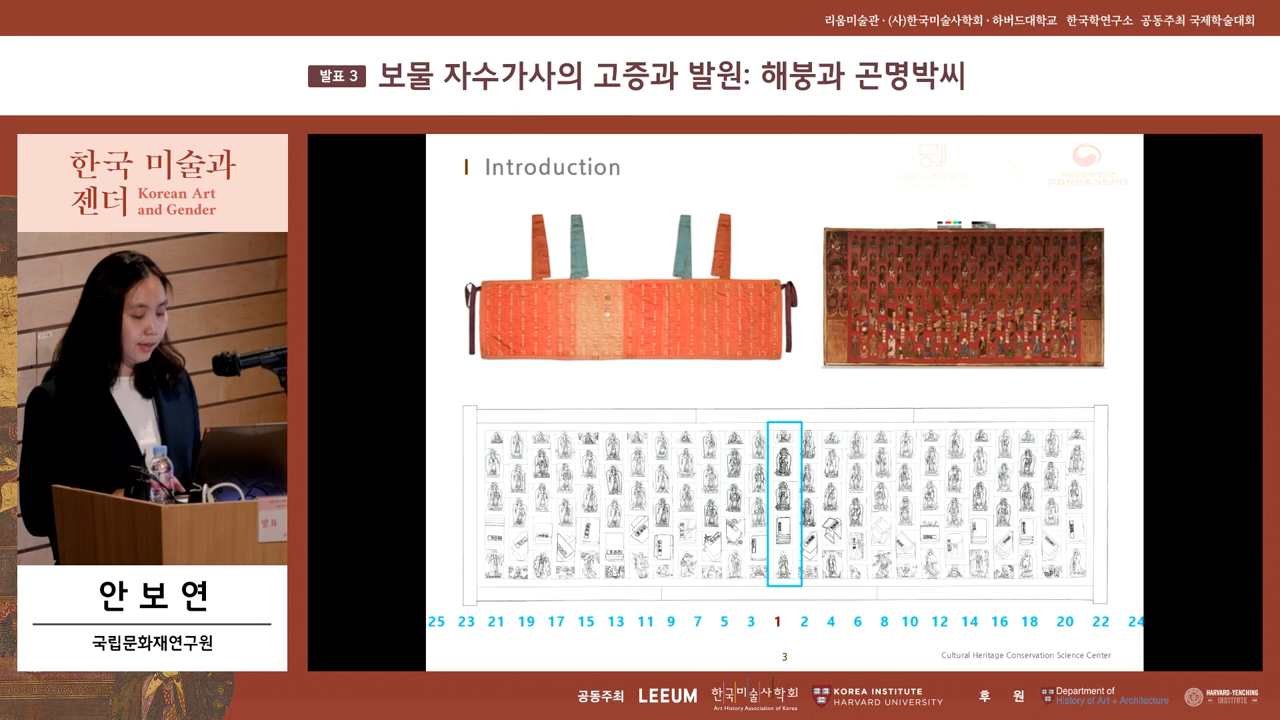 리움미술관 · (사)한국미술사학회 · 하버드대학교 한국학연구소 공동주최 국제학술대회
발표 3 보물 자수가사의 고증과 발원: 해붕과 곤명박씨
한국 미술과
젠더 Korean Art
and Gender
발표
안보연
국립문화재연구원
Introduction
25 23 21 19 17 15 13 11 9 7 5 3 1 2 4 6 8 10 12 14 16 18 20 22 24
3
Cultural Heritage Conservation Science Center
공동주최 LEEUM 한국미술사학회 KOREA INSTITUTE 후 원 Department of HARVARD-YENCHING
Art History Association of Korea HARVARD UNIVERSITY History of Art + Architecture INSTITUTE